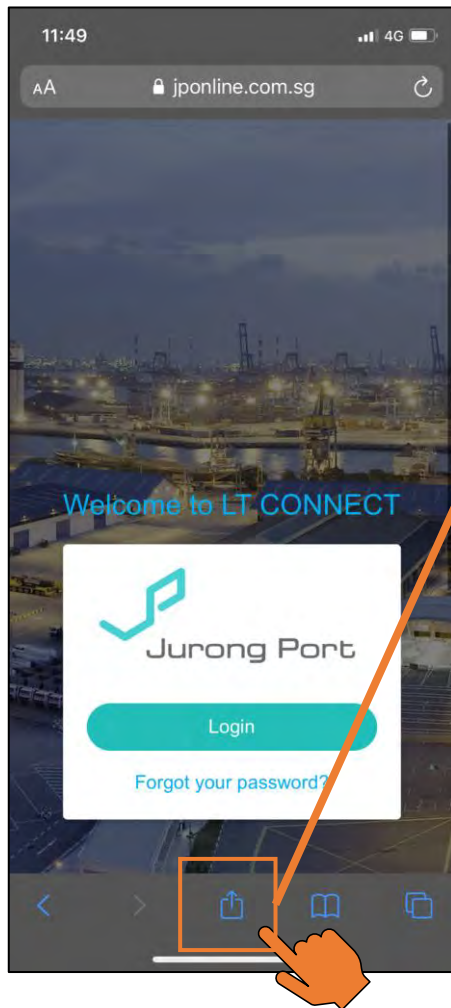 11:49
4G
AA
jponline.com.sg
Welcome to LT CONNECT
Jurong Port
Login
Forgot your password?